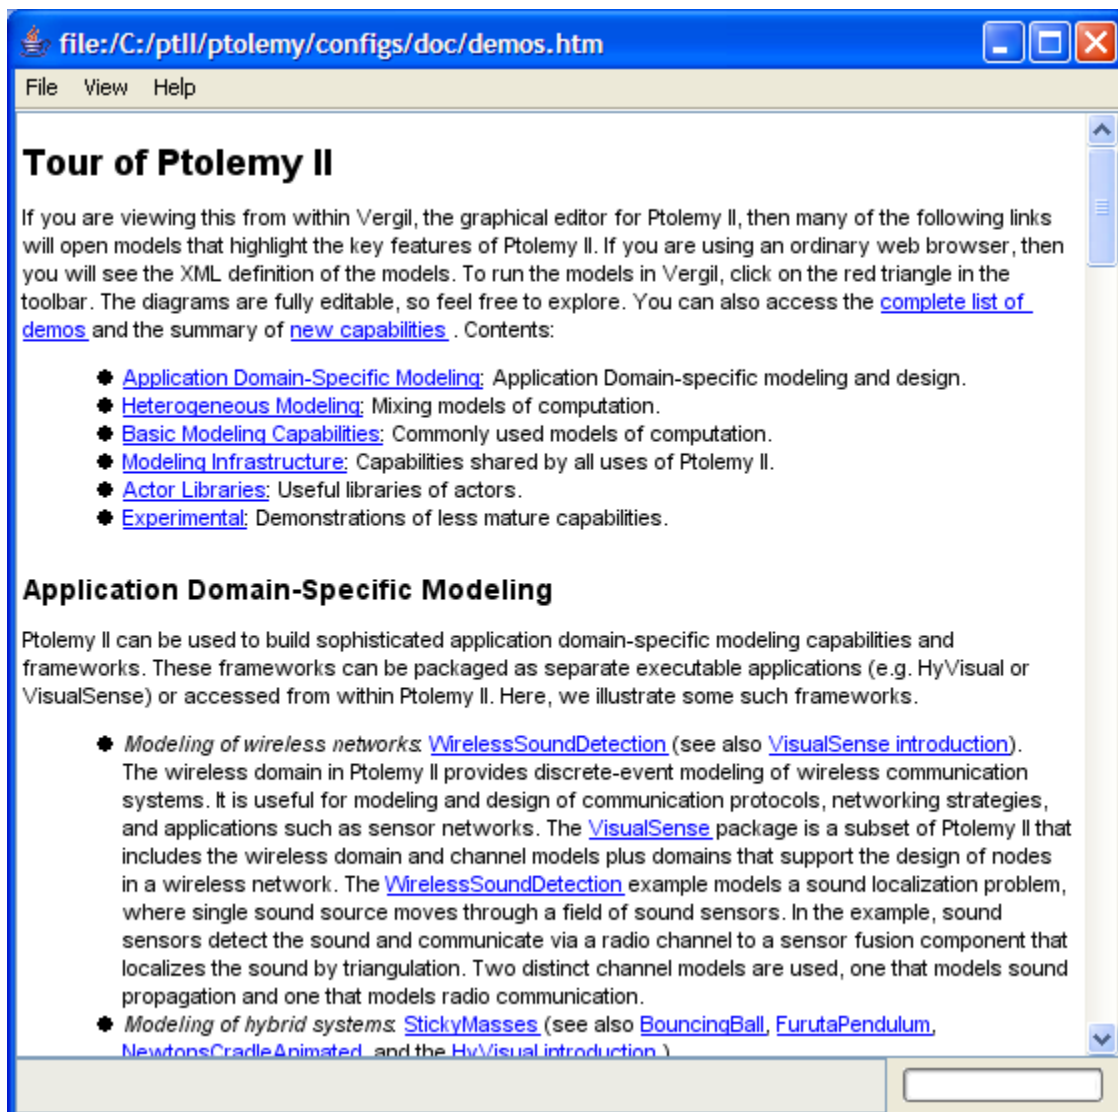 file:/C:/ptII/ptolemy/configs/doc/demos.htm
File View Help
Tour of Ptolemy II
If you are viewing this from within Vergil, the graphical editor for Ptolemy II, then many of the following links
will open models that highlight the key features of Ptolemy II. If you are using an ordinary web browser, then
you will see the XML definition of the models. To run the models in Vergil, click on the red triangle in the
toolbar. The diagrams are fully editable, so feel free to explore. You can also access the complete list of
demos and the summary of new capabilities . Contents:
Application Domain-Specific Modeling: Application Domain-specific modeling and design.
Heterogeneous Modeling: Mixing models of computation.
Basic Modeling Capabilities: Commonly used models of computation.
Modeling Infrastructure: Capabilities shared by all uses of Ptolemy II.
Actor Libraries: Useful libraries of actors.
Experimental: Demonstrations of less mature capabilities.
Application Domain-Specific Modeling
Ptolemy II can be used to build sophisticated application domain-specific modeling capabilities and
frameworks. These frameworks can be packaged as separate executable applications (e.g. HyVisual or
VisualSense) or accessed from within Ptolemy II. Here, we illustrate some such frameworks.
Modeling of wireless networks: WirelessSoundDetection (see also VisualSense introduction).
The wireless domain in Ptolemy II provides discrete-event modeling of wireless communication
systems. It is useful for modeling and design of communication protocols, networking strategies,
and applications such as sensor networks. The VisualSense package is a subset of Ptolemy II that
includes the wireless domain and channel models plus domains that support the design of nodes
in a wireless network. The WirelessSoundDetection example models a sound localization problem,
where single sound source moves through a field of sound sensors. In the example, sound
sensors detect the sound and communicate via a radio channel to a sensor fusion component that
localizes the sound by triangulation. Two distinct channel models are used, one that models sound
propagation and one that models radio communication.
Modeling of hybrid systems: StickyMasses (see also BouncingBall, FurutaPendulum,
NewtonsCradleAnimated, and the HyVisual introduction.)